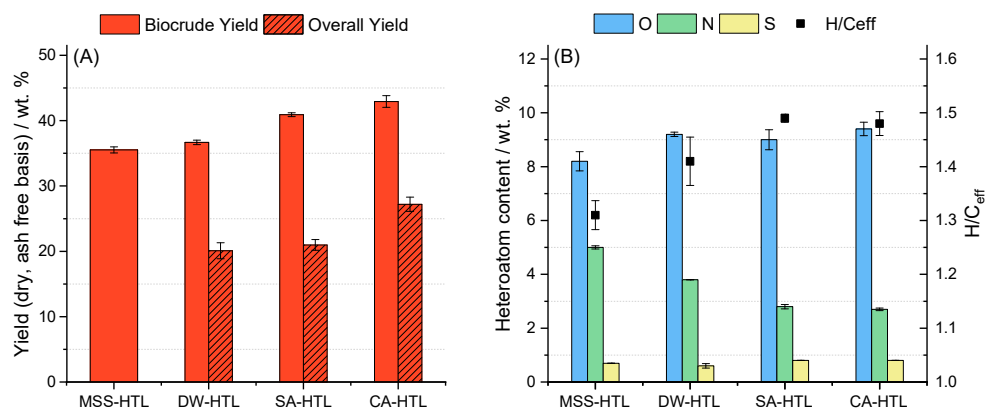 Biocrude Yield Overall Yield
(A)
Yield (dry, ash free basis) / wt. %
50
40
30
20
10
0
MSS-HTL DW-HTL SA-HTL CA-HTL
O N S H/Ceff
(B)
Heteroatom content / wt. %
12
10
8
6
4
2
0
MSS-HTL DW-HTL SA-HTL CA-HTL
1.6
1.5
1.4
1.3
1.2
1.1
1.0
H/Ceff